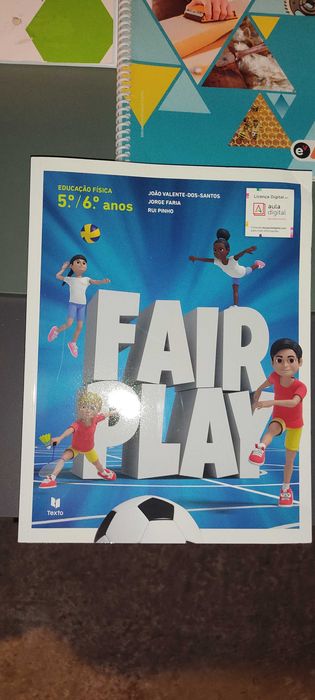 EDUCAÇÃO FÍSICA
5.º/6.º anos
JOÃO VALENTE-DOS-SANTOS
JORGE FARIA
RUI PINHO
Licença Digital
aula
digital
FAIR
PLAY
Texto